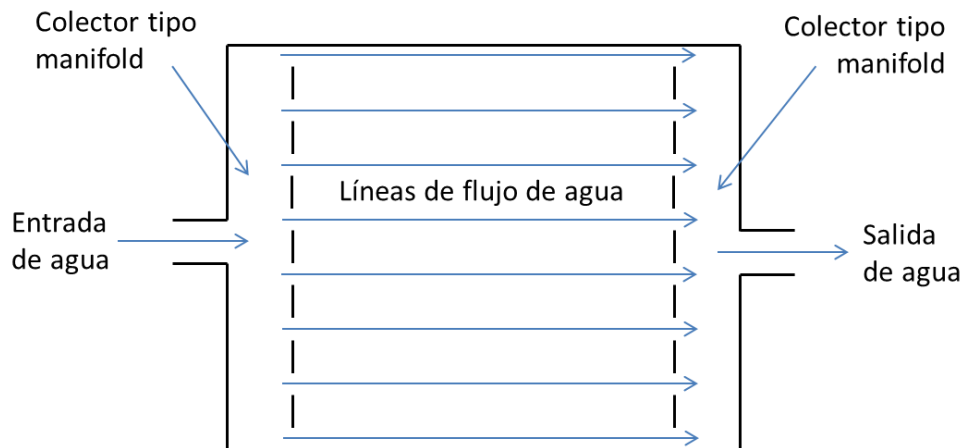 Colector tipo
manifold
Colector tipo
manifold
Líneas de flujo de agua
Entrada
de agua
Salida
de agua